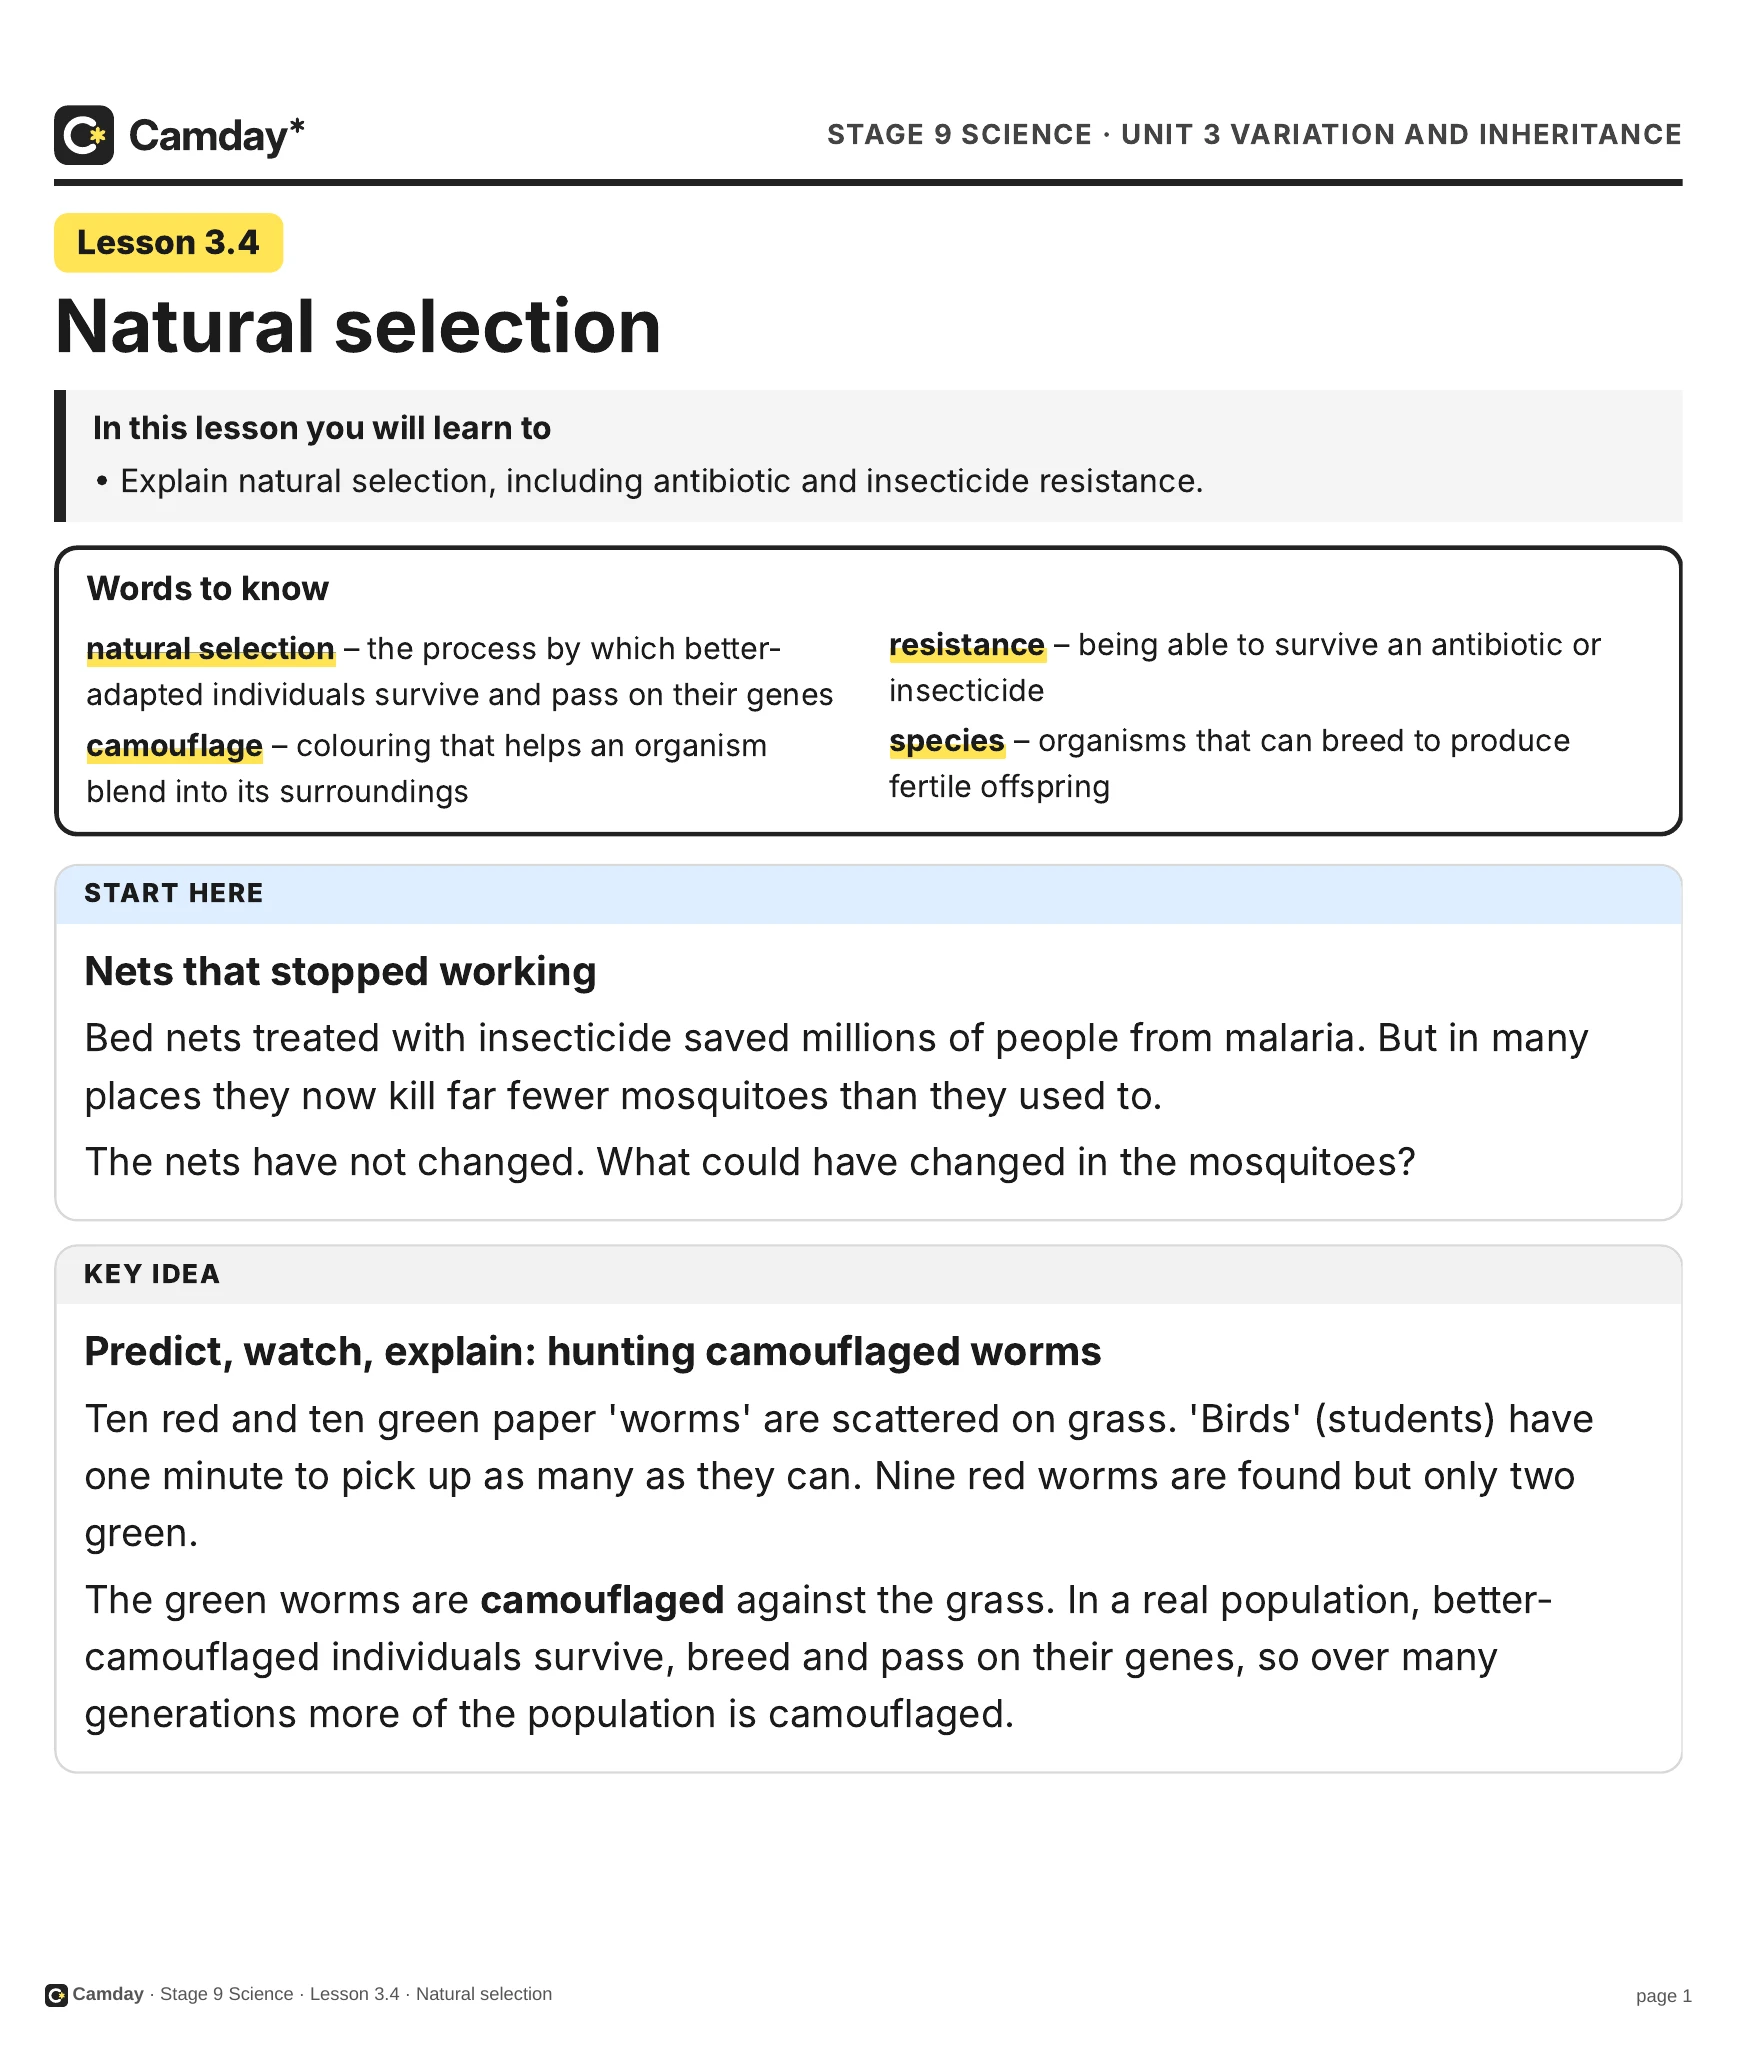 Camday*
STAGE 9 SCIENCE · UNIT 3 VARIATION AND INHERITANCE
Lesson 3.4
Natural selection
In this lesson you will learn to
• Explain natural selection, including antibiotic and insecticide resistance.
Words to know
natural selection – the process by which better-
adapted individuals survive and pass on their genes
camouflage – colouring that helps an organism
blend into its surroundings
resistance – being able to survive an antibiotic or
insecticide
species – organisms that can breed to produce
fertile offspring
START HERE
Nets that stopped working
Bed nets treated with insecticide saved millions of people from malaria. But in many
places they now kill far fewer mosquitoes than they used to.
The nets have not changed. What could have changed in the mosquitoes?
KEY IDEA
Predict, watch, explain: hunting camouflaged worms
Ten red and ten green paper 'worms' are scattered on grass. 'Birds' (students) have
one minute to pick up as many as they can. Nine red worms are found but only two
green.
The green worms are camouflaged against the grass. In a real population, better-
camouflaged individuals survive, breed and pass on their genes, so over many
generations more of the population is camouflaged.
Camday · Stage 9 Science · Lesson 3.4 · Natural selection
page 1